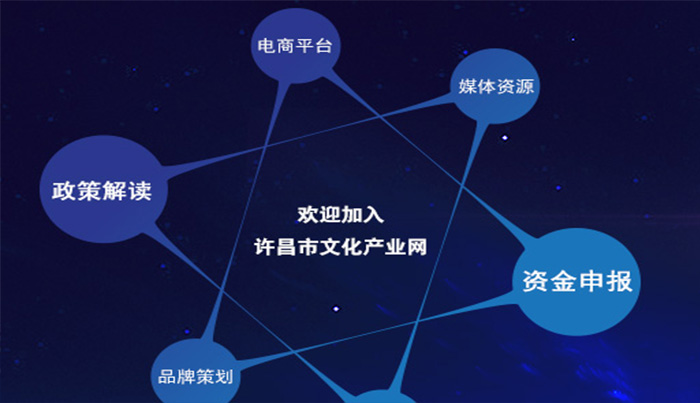 电商平台
媒体资源
政策解读
欢迎加入
许昌市文化产业网
资金申报
品牌策划